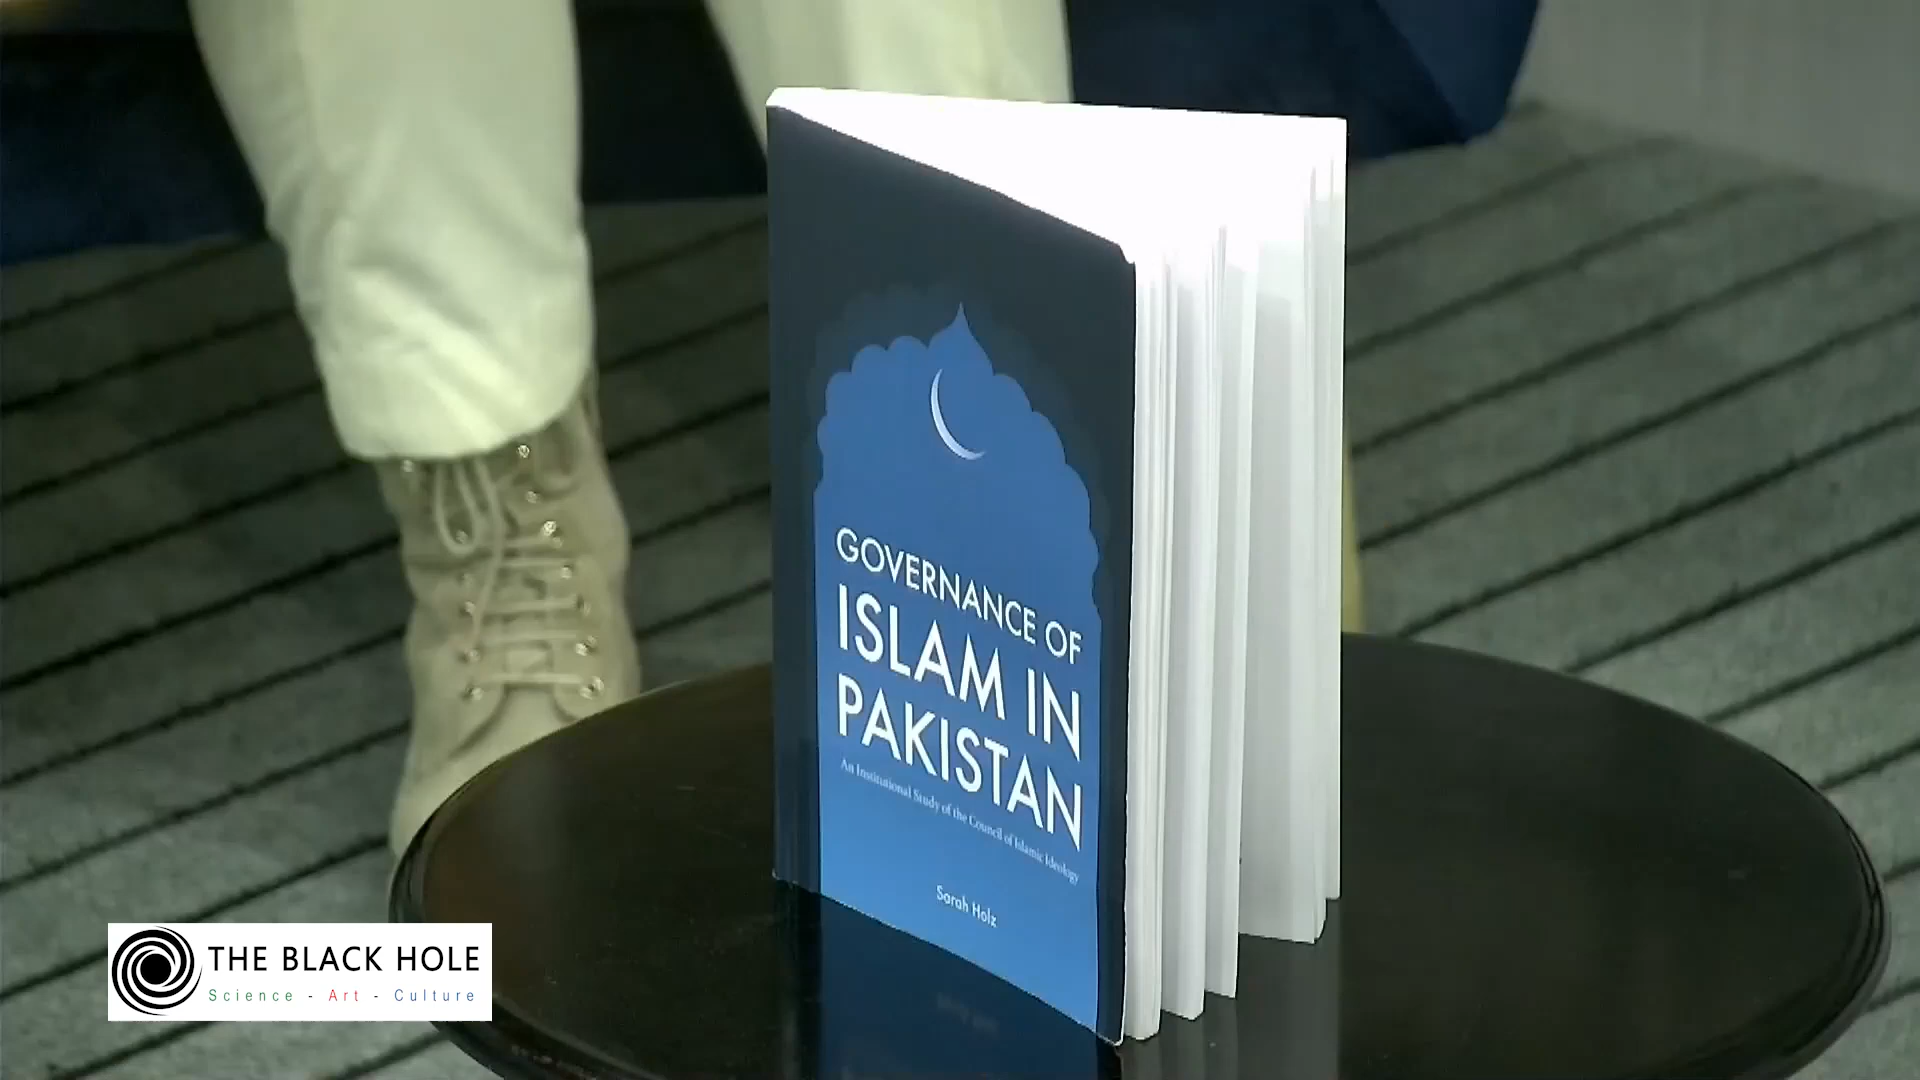 GOVERNANCE OF
ISLAM IN
PAKISTAN
An Institutional Study of the Council of Islamic Ideology
Sarah Holz
THE BLACK HOLE
Science - Art - Culture